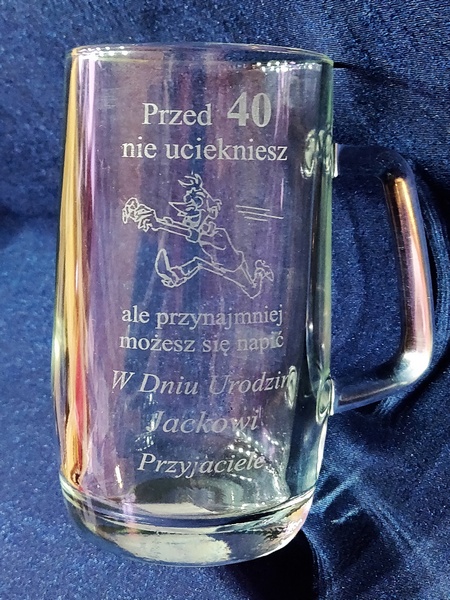 Przed 40
nie uciekniesz
ale przynajmniej
możesz się napić
W Dniu Urodzin
Jackowi
Przyjaciele